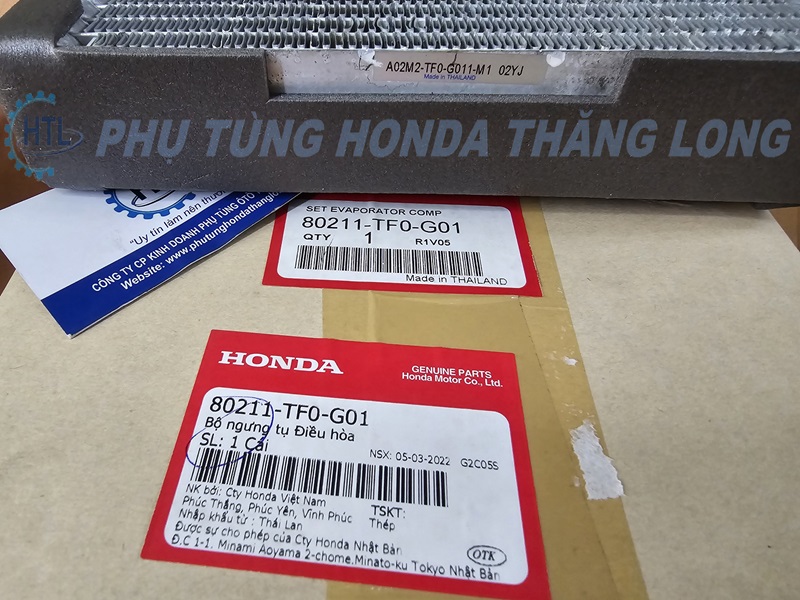 A02M2-TF0-G011-M1 02YJ
Made in THAILAND
HTL PHỤ TÙNG HONDA THĂNG LONG
"Uy tín làm nên thươ
CÔNG TY CP KINH DOANH PHỤ TÙNG ÔTÔ
Website: www.phutunghondathanglo
SET EVAPORATOR COMP
80211-TF0-G01
QTY 1 R1V05
Made in THAILAND
HONDA
GENUINE PARTS
Honda Motor Co., Ltd.
80211-TF0-G01
Bộ ngưng tụ Điều hòa
SL: 1 Cái
NSX: 05-03-2022 G2C05S
NK bởi: Cty Honda Việt Nam
Phúc Thắng, Phúc Yên, Vĩnh Phúc
TSKT:
Nhập khẩu từ : Thái Lan
Thép
Được sự cho phép của Cty Honda Nhật Bản
Đ.C 1-1, Minami Aoyama 2-chome,Minato-ku Tokyo Nhật Bản
OTK